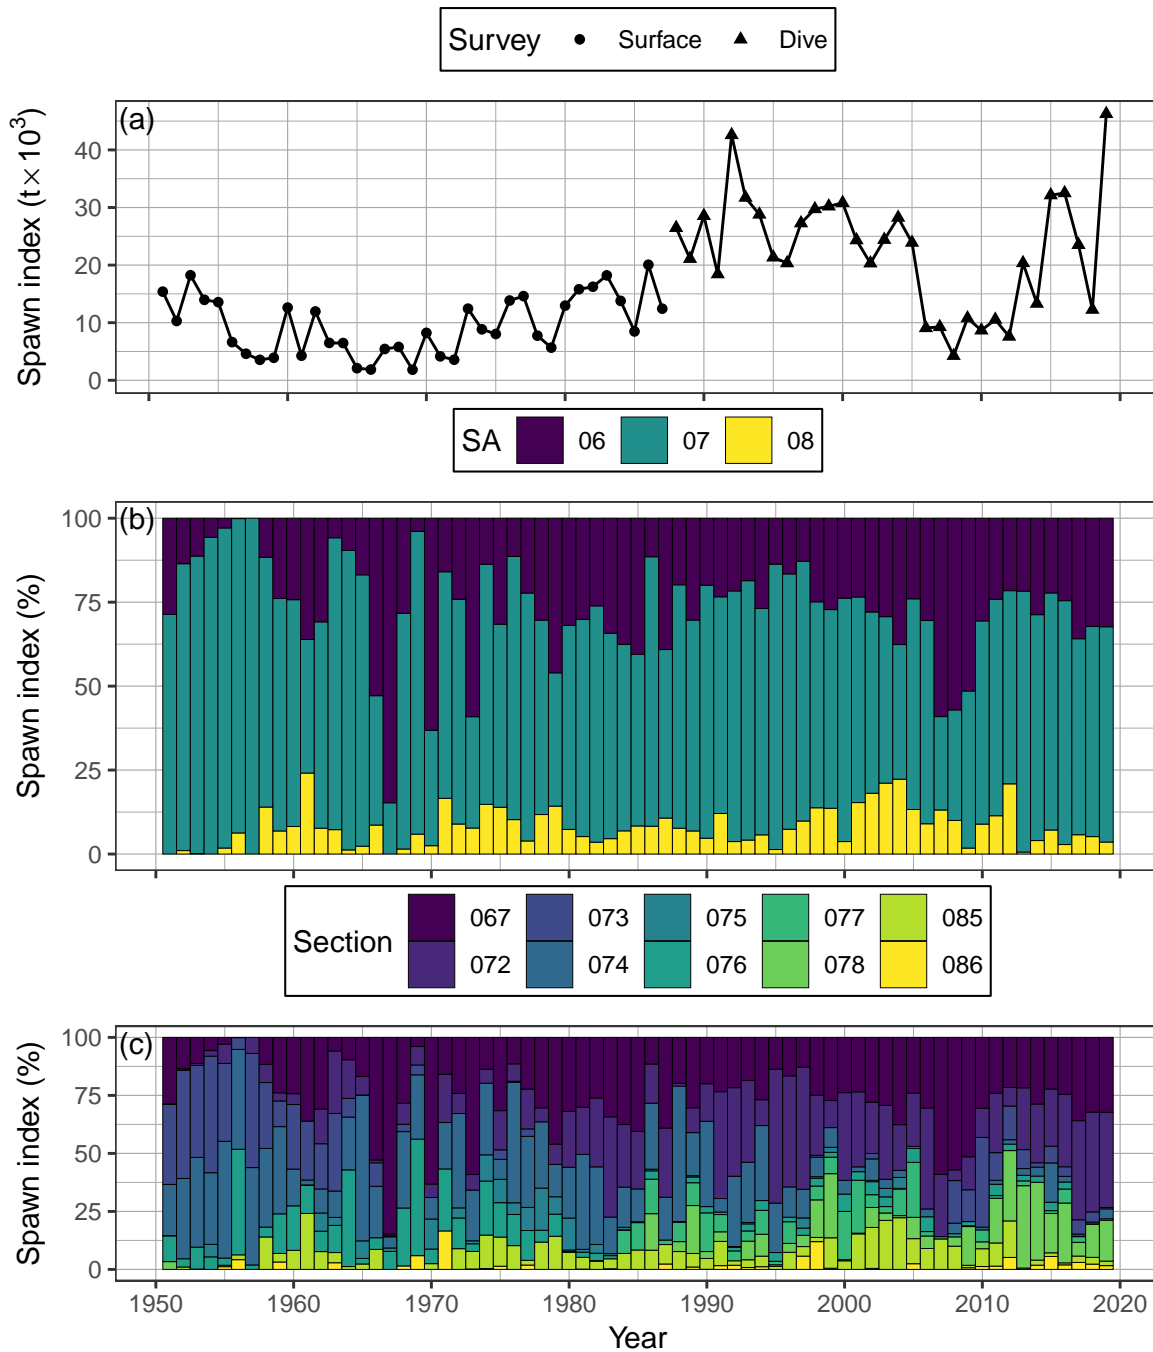 Survey Surface Dive
(a)
Spawn index (t × 10³)
40
30
20
10
0
SA 06 07 08
(b)
Spawn index (%)
100
75
50
25
0
Section 067 073 075 077 085
072 074 076 078 086
(c)
Spawn index (%)
100
75
50
25
0
1950 1960 1970 1980 1990 2000 2010 2020
Year